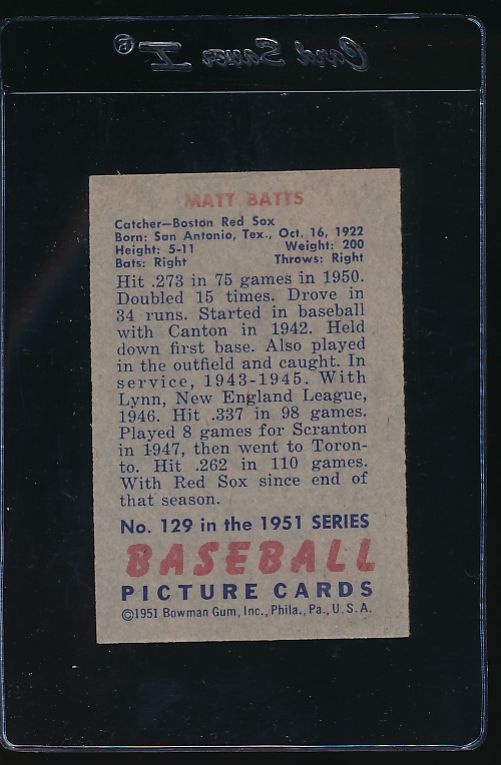 Card Saver I ®
MATT BATTS
Catcher—Boston Red Sox
Born: San Antonio, Tex., Oct. 16, 1922
Height: 5-11 Weight: 200
Bats: Right Throws: Right
Hit .273 in 75 games in 1950.
Doubled 15 times. Drove in
34 runs. Started in baseball
with Canton in 1942. Held
down first base. Also played
in the outfield and caught. In
service, 1943-1945. With
Lynn, New England League,
1946. Hit .337 in 98 games.
Played 8 games for Scranton
in 1947, then went to Toron-
to. Hit .262 in 110 games.
With Red Sox since end of
that season.
No. 129 in the 1951 SERIES
BASEBALL
PICTURE CARDS
©1951 Bowman Gum, Inc., Phila., Pa., U.S.A.